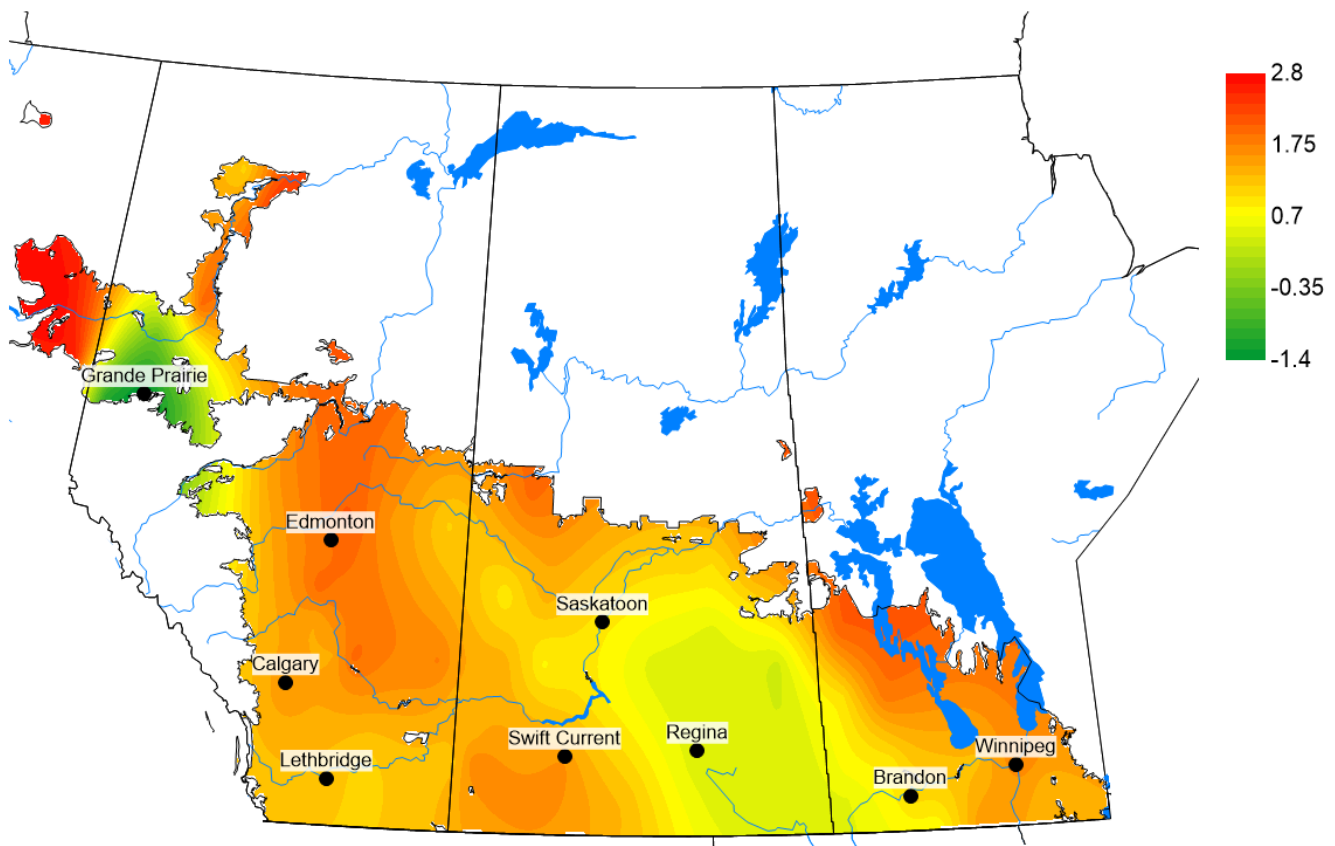 2.8
1.75
0.7
-0.35
-1.4
Grande Prairie
Edmonton
Saskatoon
Calgary
Swift Current
Regina
Winnipeg
Lethbridge
Brandon